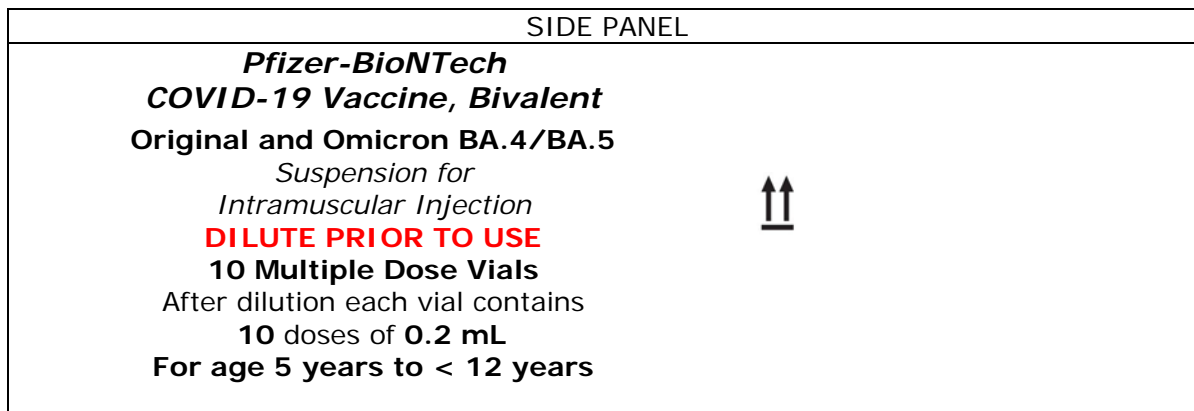 SIDE PANEL
Pfizer-BioNTech
COVID-19 Vaccine, Bivalent
Original and Omicron BA.4/BA.5
Suspension for
Intramuscular Injection
DILUTE PRIOR TO USE
10 Multiple Dose Vials
After dilution each vial contains
10 doses of 0.2 mL
For age 5 years to < 12 years